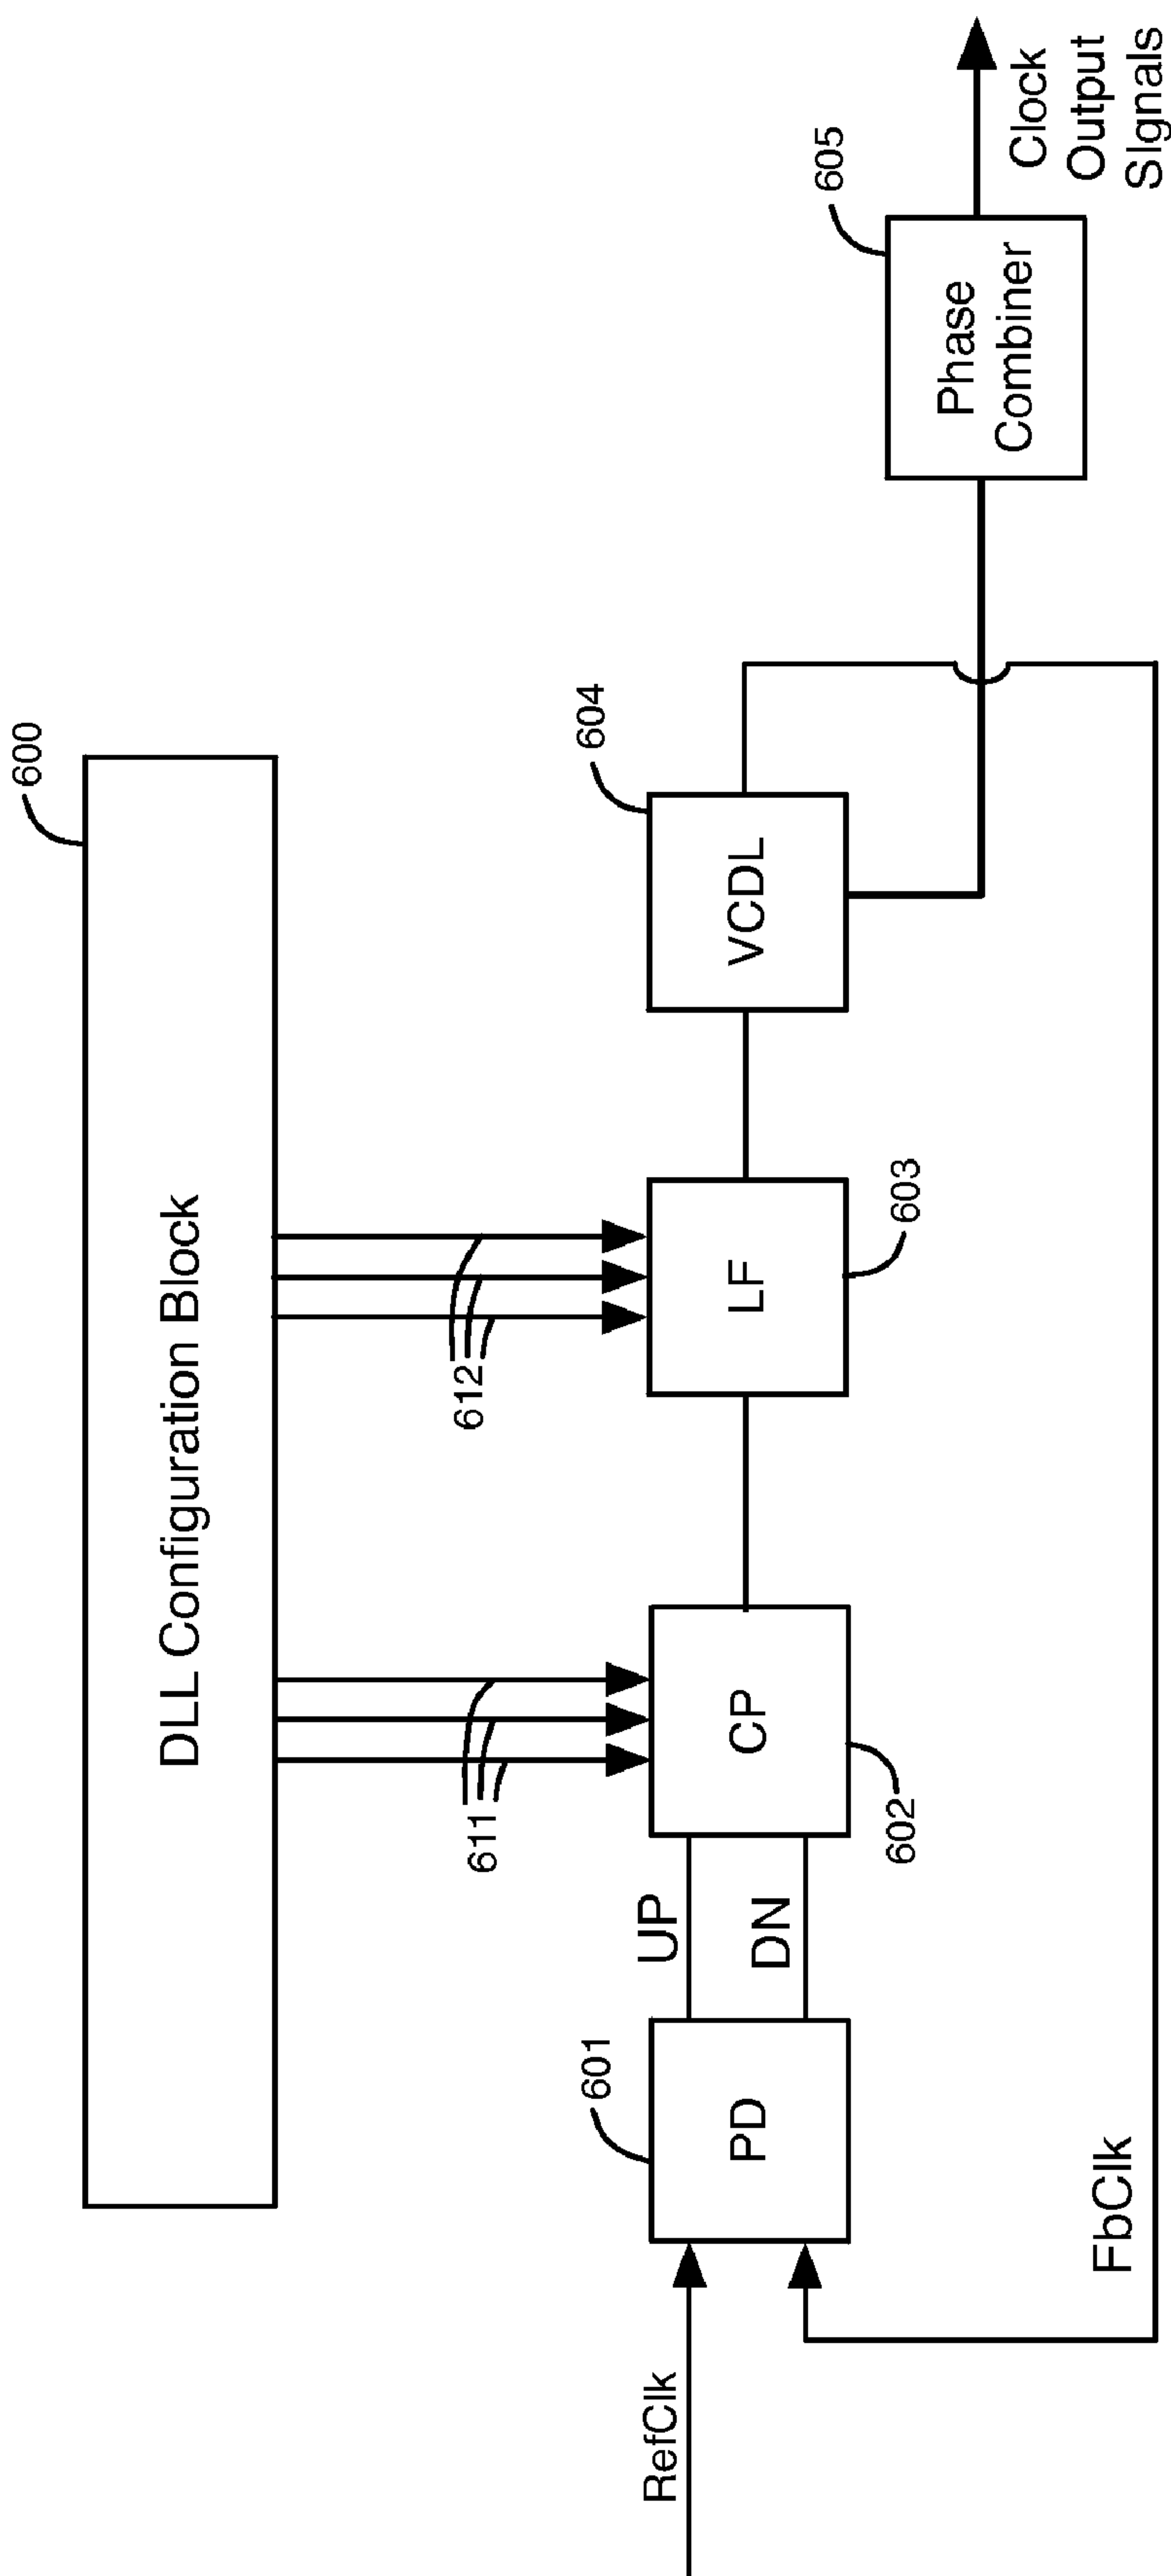 600
DLL Configuration Block
611
612
RefClk
601
PD
UP
DN
CP
602
LF
603
VCDL
604
Phase
Combiner
605
Clock
Output
SIgnals
FbClk